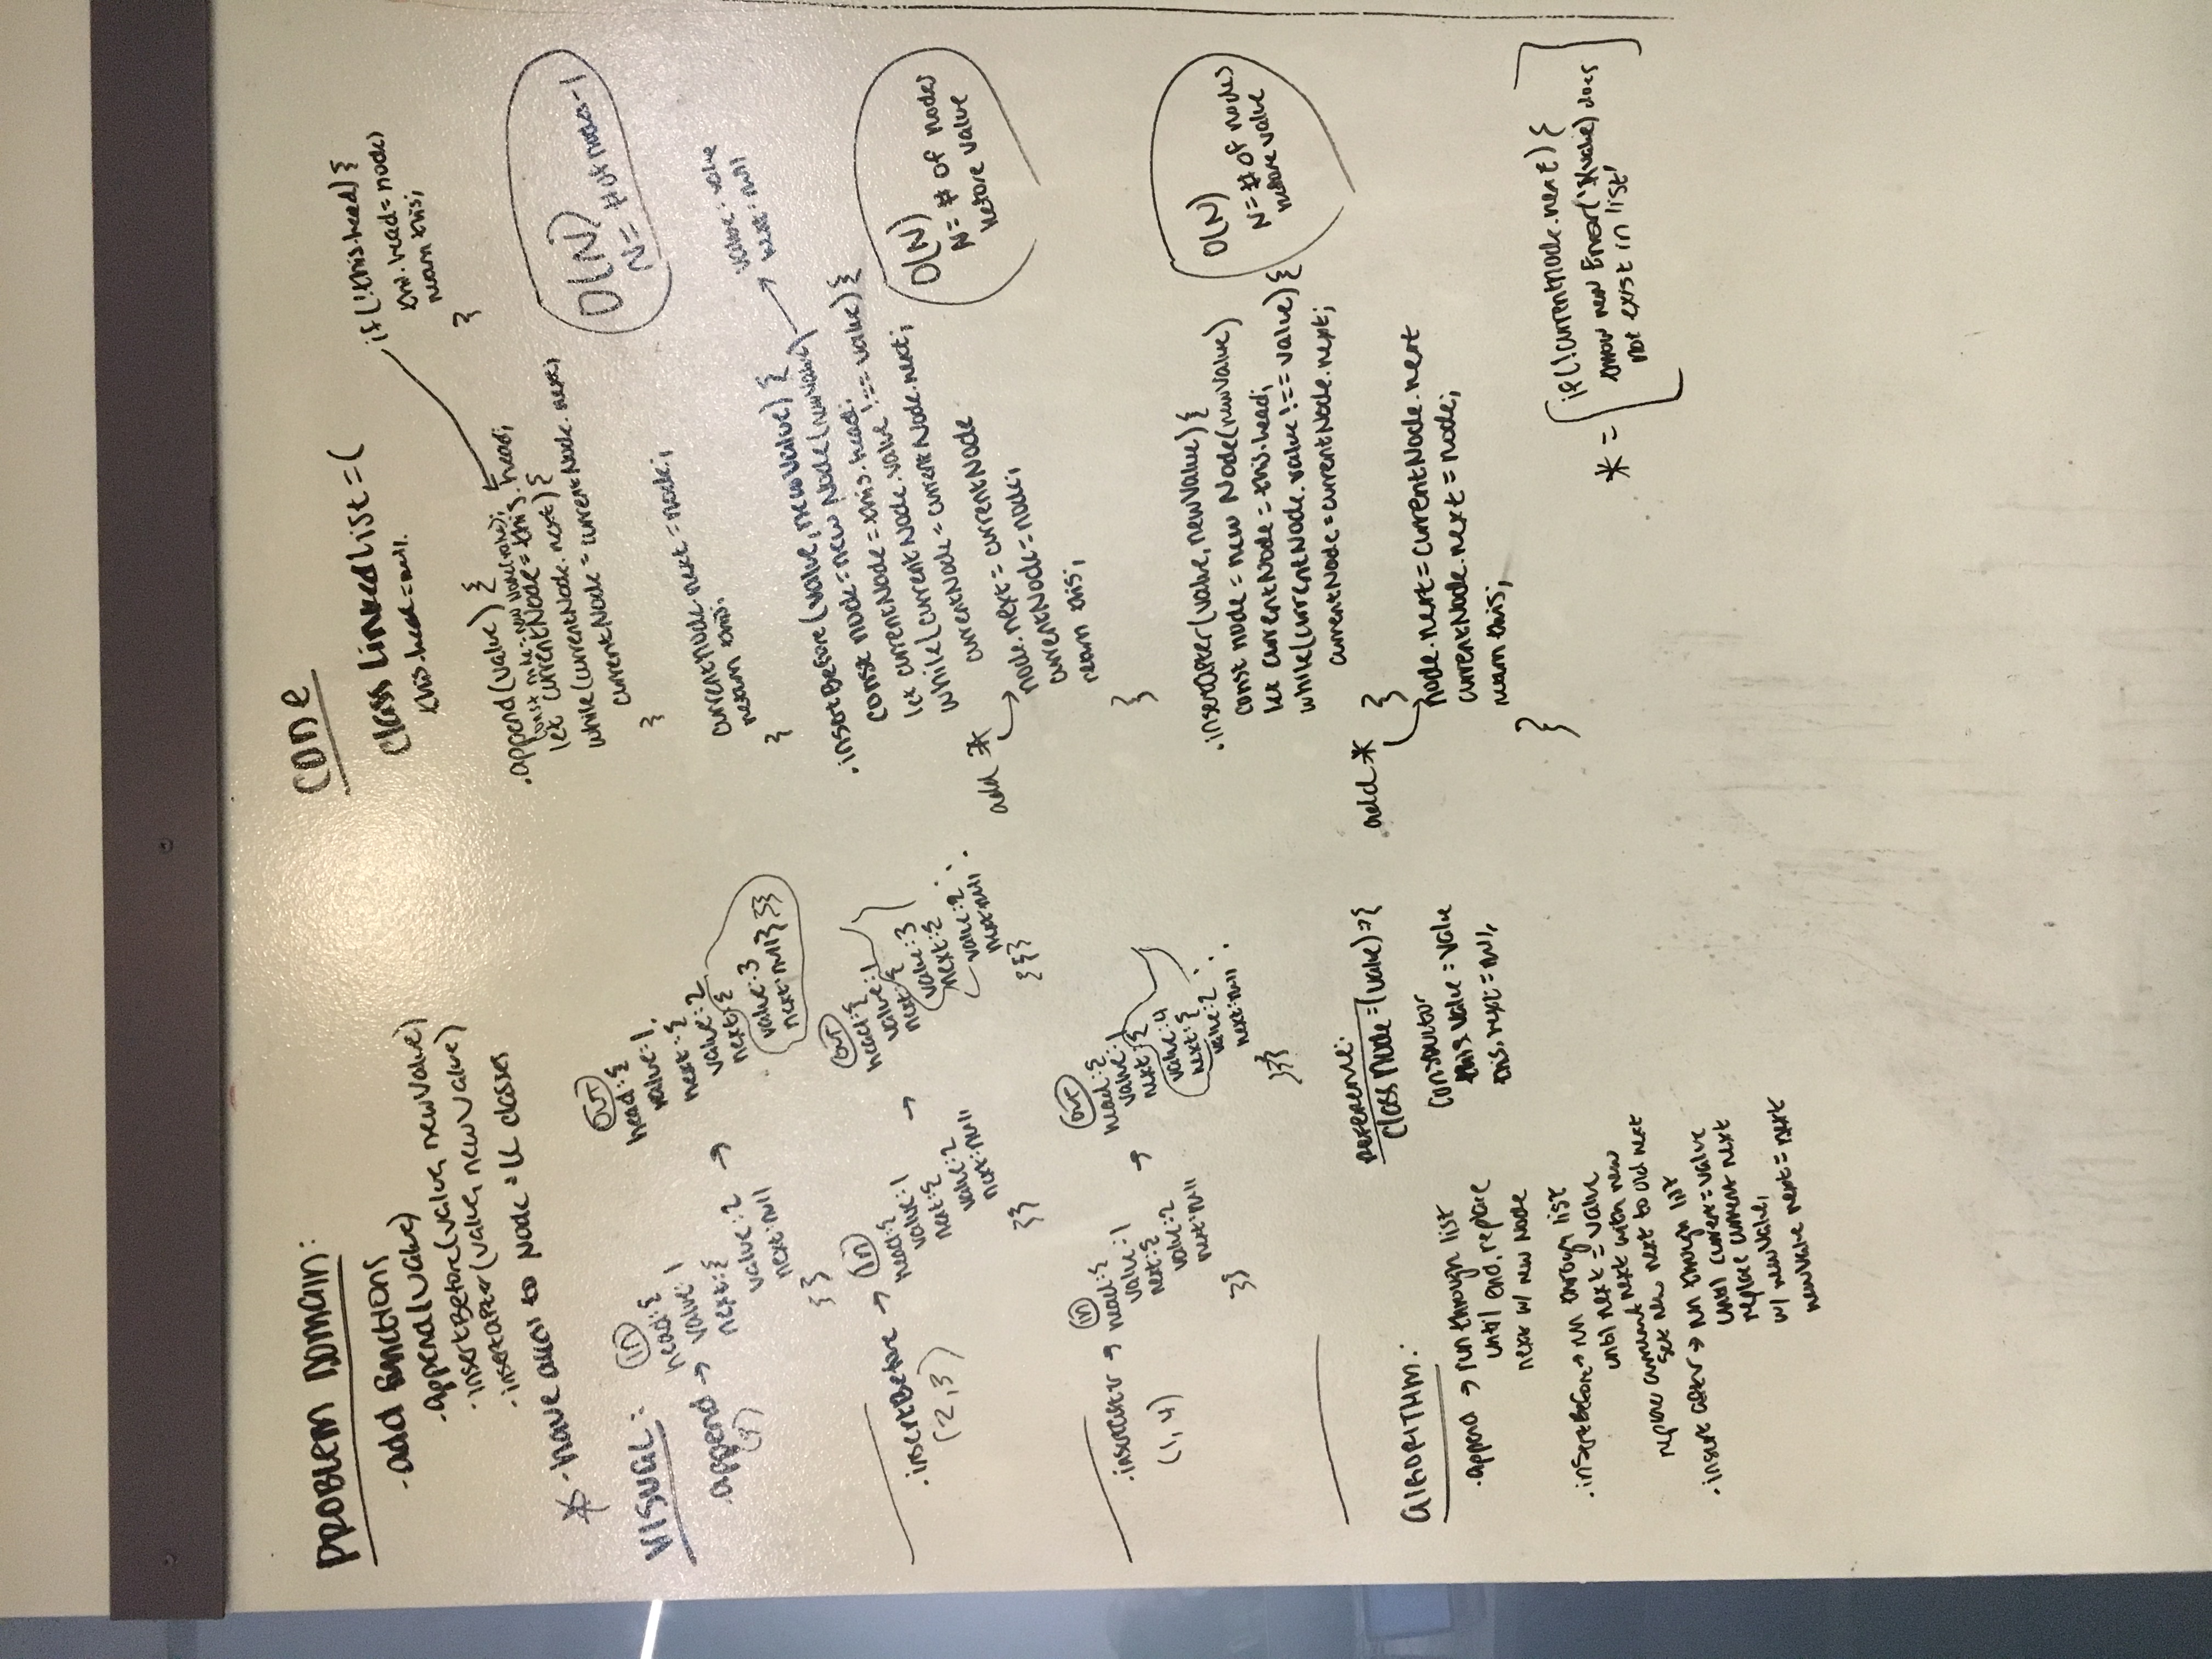 PROBLEM DOMAIN:
- add functions
- append(value)
- insertBefore(value, newValue)
- insertAfter(value, newValue)
* - have access to Node & LL classes
VISUAL:
.append →
IN
head:{
value: 1
next:{
value:2
next:null
}}
→
OUT
head:{
value:1,
next:{
value:2
next:{
value:3
next:null}}}
.insertBefore →
(2,3)
IN
head:{
value:1
next:{
value:2
next:null
}}
→
OUT
head:{
value:1
next:{
value:3
next:{
value:2
next:null
}}}
.insertAfter →
(1,4)
IN
head:{
value:1
next:{
value:2
next:null
}}
→
OUT
head:{
value:1
next:{
value:4
next:{
value:2
next:null
}}}
ALGORITHM:
.append → run through list
until end, replace
next w/ new Node
.insertBefore → run through list
until next = value
replace current next with new
set new next to old next
.insert after → run through list
until current = value
replace current next
w/ newValue,
newValue next = next
REFERENCE:
class Node = (value) => {
constructor
this.value = value
this.next = null
CODE
class LinkedList = (
this.head = null
if(!this.head) {
this.head = node)
return this;
}
.append(value) {
const node = new Node(value);
let currentNode = this.head;
while(currentNode.next) {
currentNode = currentNode.next;
}
currentNode.next = node;
return this;
}
O(N)
N = # of nodes-1
.insertBefore(value, newValue) {
const node = new Node(newValue)
value = value
next = null
let currentNode = this.head;
while(currentNode.value !== value) {
currentNode = currentNode.next;
add *
node.next = currentNode
currentNode = node;
return this;
}
O(N)
N = # of nodes
before value
.insertAfter(value, newValue) {
const node = new Node(newValue)
let currentNode = this.head;
while(currentNode.value !== value) {
currentNode = currentNode.next;
}
add *
node.next = currentNode.next
currentNode.next = node;
return this;
}
O(N)
N = # of nodes
before value
* =
if(!currentNode.next) {
throw new Error('$(value) does
not exist in list'